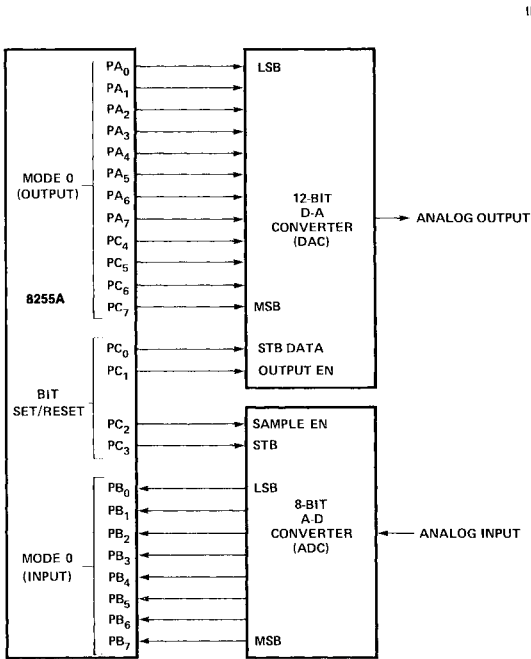 PA0
LSB
PA1
PA2
PA3
PA4
PA5
MODE 0
(OUTPUT)
PA6
PA7
PC4
PC5
PC6
8255A
PC7
MSB
12-BIT
D-A
CONVERTER
(DAC)
ANALOG OUTPUT
PC0
STB DATA
PC1
OUTPUT EN
BIT
SET/RESET
PC2
SAMPLE EN
PC3
STB
PB0
LSB
PB1
PB2
PB3
PB4
MODE 0
(INPUT)
PB5
PB6
PB7
MSB
8-BIT
A-D
CONVERTER
(ADC)
ANALOG INPUT